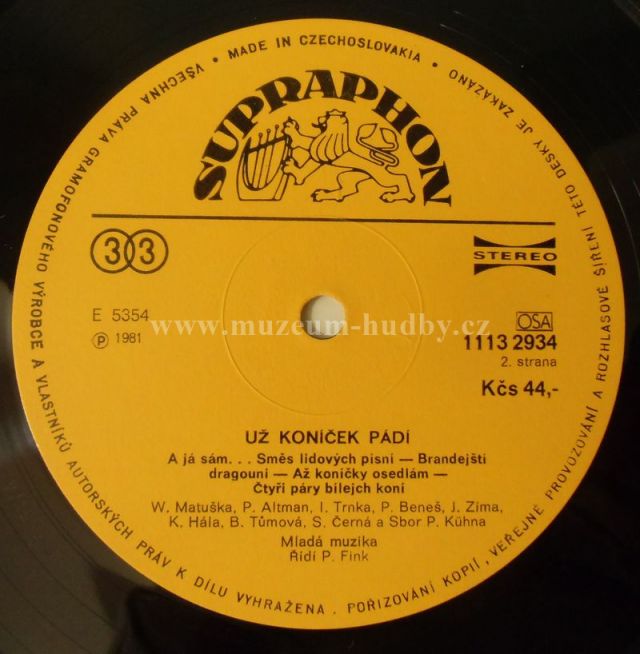 VŠECHNA PRÁVA GRAMOFONOVÉHO VÝROBCE A VLASTNÍKŮ AUTORSKÝCH PRÁV K DÍLU VYHRAŽENA. POŘIZOVÁNÍ KOPIÍ, VEŘEJNÉ PROVOZOVÁNÍ A ROZHLASOVÉ ŠÍŘENÍ TÉTO DESKY JE ZAKÁZÁNO
• MADE IN CZECHOSLOVAKIA •
SUPRAPHON
33
STEREO
E 5354
OSA
℗ 1981
www.muzeum-hudby.cz
1113 2934
2. strana
Kčs 44,-
UŽ KONÍČEK PÁDÍ
A já sám. . . Směs lidových písní — Brandejští
dragouni — Až koníčky osedlám —
Čtyři páry bílejch koní
W. Matuška, P. Altman, I. Trnka, P. Beneš, J. Zíma,
K. Hála, B. Tůmová, S. Černá a Sbor P. Kühna
Mladá muzika
Řídí P. Fink